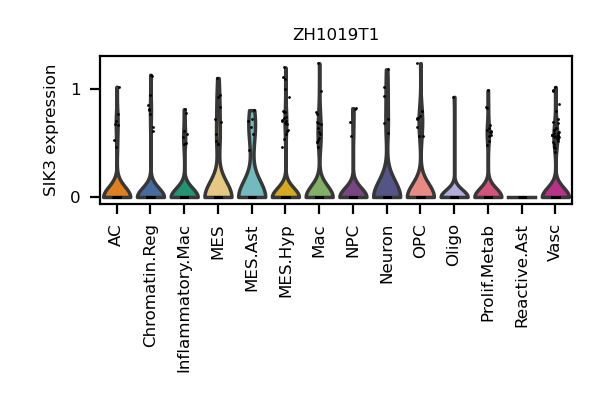 ZH1019T1
SIK3 expression
1
0
AC
Chromatin.Reg
Inflammatory.Mac
MES
MES.Ast
MES.Hyp
Mac
NPC
Neuron
OPC
Oligo
Prolif.Metab
Reactive.Ast
Vasc